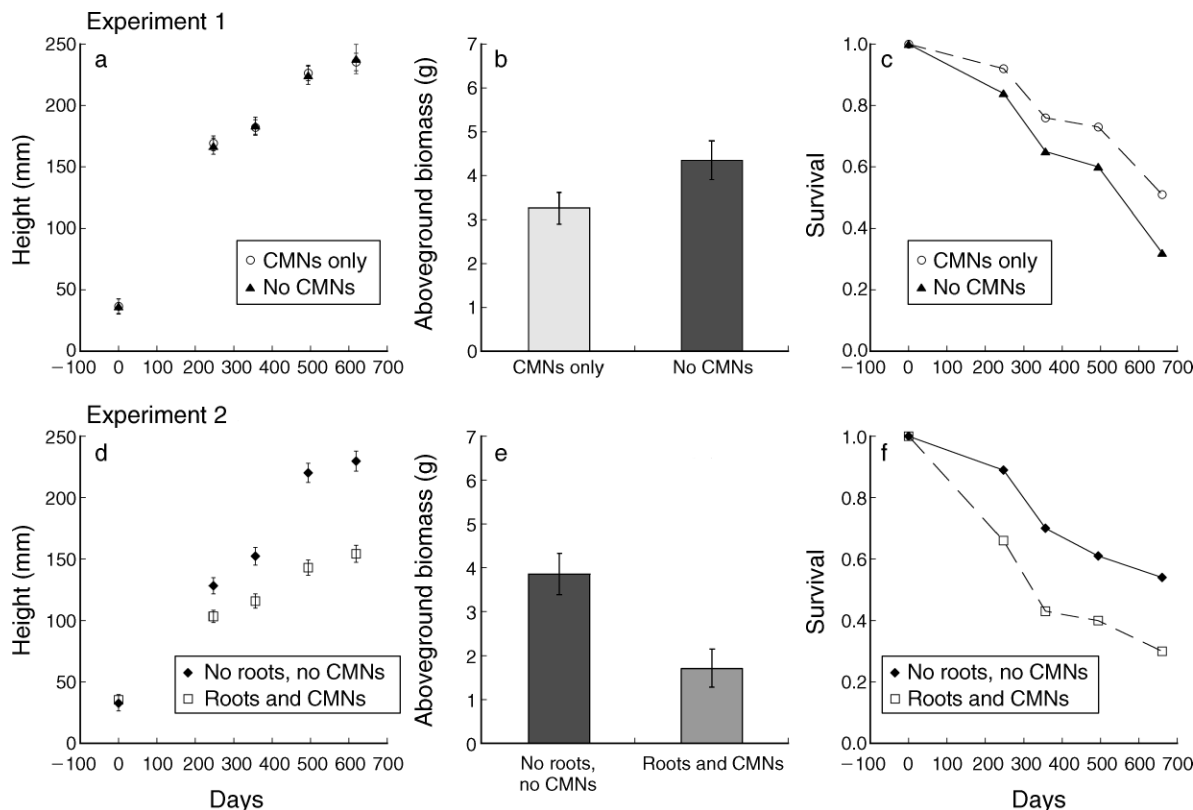 Experiment 1
a
Height (mm)
250
200
150
100
50
0
−100 0 100 200 300 400 500 600 700
CMNs only
No CMNs
b
Aboveground biomass (g)
7
6
5
4
3
2
1
0
CMNs only
No CMNs
c
Survival
1.0
0.8
0.6
0.4
0.2
0.0
−100 0 100 200 300 400 500 600 700
CMNs only
No CMNs
Experiment 2
d
Height (mm)
250
200
150
100
50
0
−100 0 100 200 300 400 500 600 700
Days
No roots, no CMNs
Roots and CMNs
e
Aboveground biomass (g)
7
6
5
4
3
2
1
0
No roots,
no CMNs
Roots and CMNs
f
Survival
1.0
0.8
0.6
0.4
0.2
0.0
−100 0 100 200 300 400 500 600 700
Days
No roots, no CMNs
Roots and CMNs